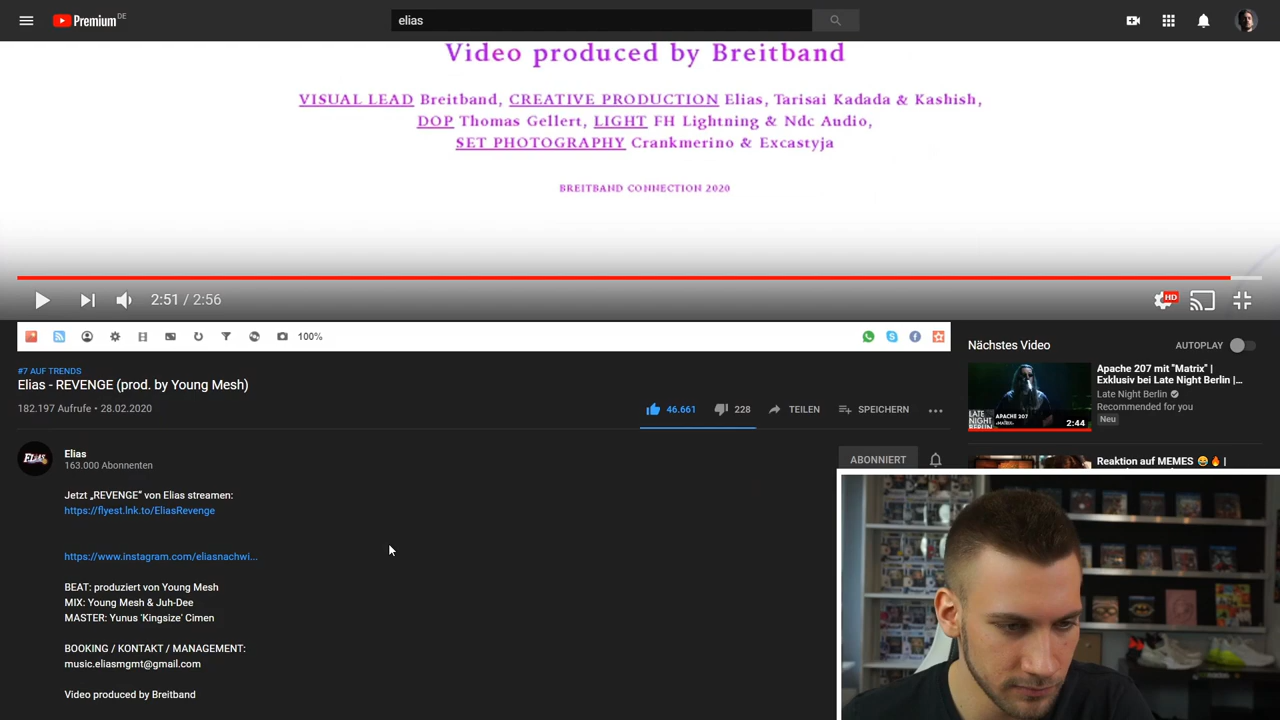 Premium DE
elias
Video produced by Breitband
VISUAL LEAD Breitband, CREATIVE PRODUCTION Elias, Tarisai Kadada & Kashish,
DOP Thomas Gellert, LIGHT FH Lightning & Ndc Audio,
SET PHOTOGRAPHY Crankmerino & Excastyja
BREITBAND CONNECTION 2020
2:51 / 2:56
HD
100%
#7 AUF TRENDS
Elias - REVENGE (prod. by Young Mesh)
182.197 Aufrufe • 28.02.2020
46.661
228
TEILEN
SPEICHERN
Elias
163.000 Abonnenten
ABONNIERT
Jetzt „REVENGE“ von Elias streamen:
https://flyest.lnk.to/EliasRevenge
https://www.instagram.com/eliasnachwi...
BEAT: produziert von Young Mesh
MIX: Young Mesh & Juh-Dee
MASTER: Yunus 'Kingsize' Cimen
BOOKING / KONTAKT / MANAGEMENT:
music.eliasmgmt@gmail.com
Video produced by Breitband
Nächstes Video
AUTOPLAY
LATE NIGHT BERLIN
APACHE 207
2:44
Apache 207 mit "Matrix" |
Exklusiv bei Late Night Berlin |...
Late Night Berlin
Recommended for you
Neu
Reaktion auf MEMES 😄🔥 |